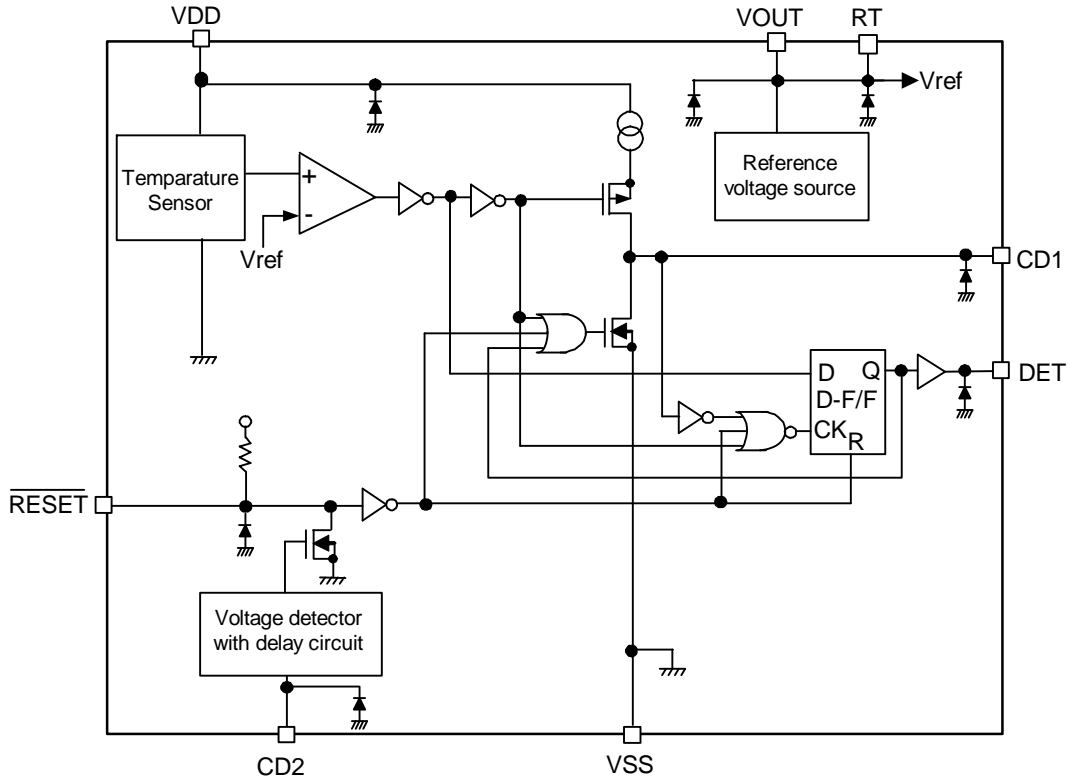 VDD
VOUT
RT
Vref
Temparature
Sensor
+
-
Vref
Reference
voltage source
CD1
D
Q
D-F/F
CK
R
DET
RESET
Voltage detector
with delay circuit
CD2
VSS